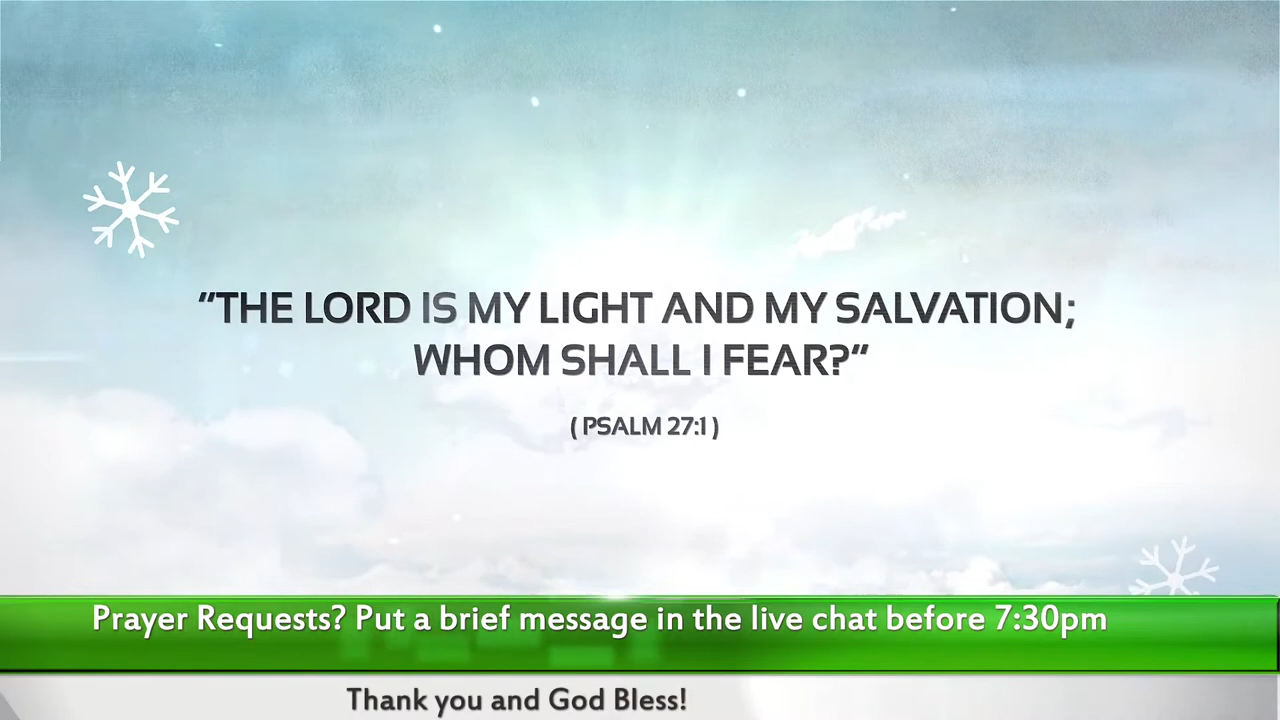 “THE LORD IS MY LIGHT AND MY SALVATION;
WHOM SHALL I FEAR?”
( PSALM 27:1 )
Prayer Requests? Put a brief message in the live chat before 7:30pm
Thank you and God Bless!